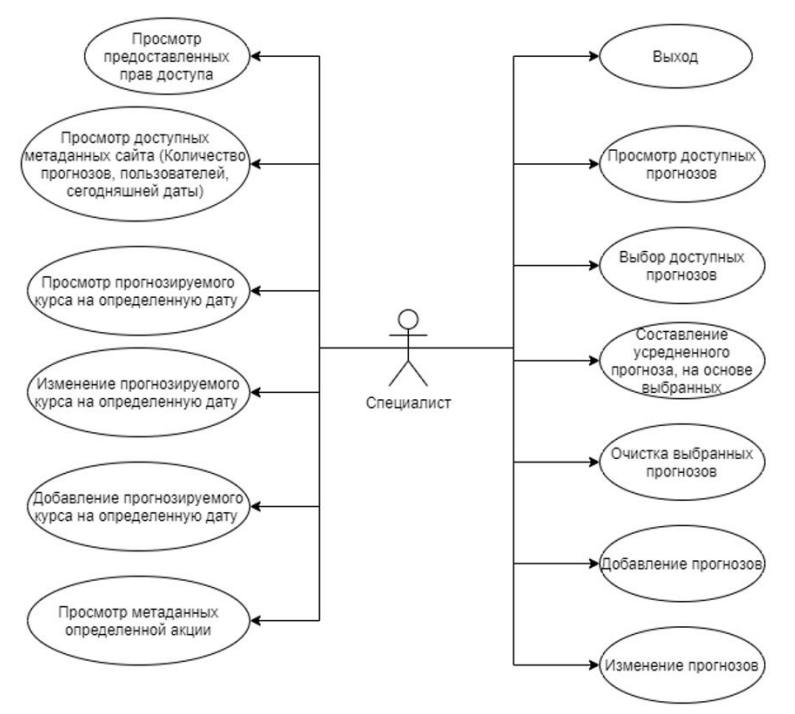 Просмотр
предоставленных
прав доступа
Просмотр доступных
метаданных сайта (Количество
прогнозов, пользователей,
сегодняшней даты)
Просмотр прогнозируемого
курса на определенную дату
Изменение прогнозируемого
курса на определенную дату
Добавление прогнозируемого
курса на определенную дату
Просмотр метаданных
определенной акции
Специалист
Выход
Просмотр доступных
прогнозов
Выбор доступных
прогнозов
Составление
усредненного
прогноза, на основе
выбранных
Очистка выбранных
прогнозов
Добавление прогнозов
Изменение прогнозов